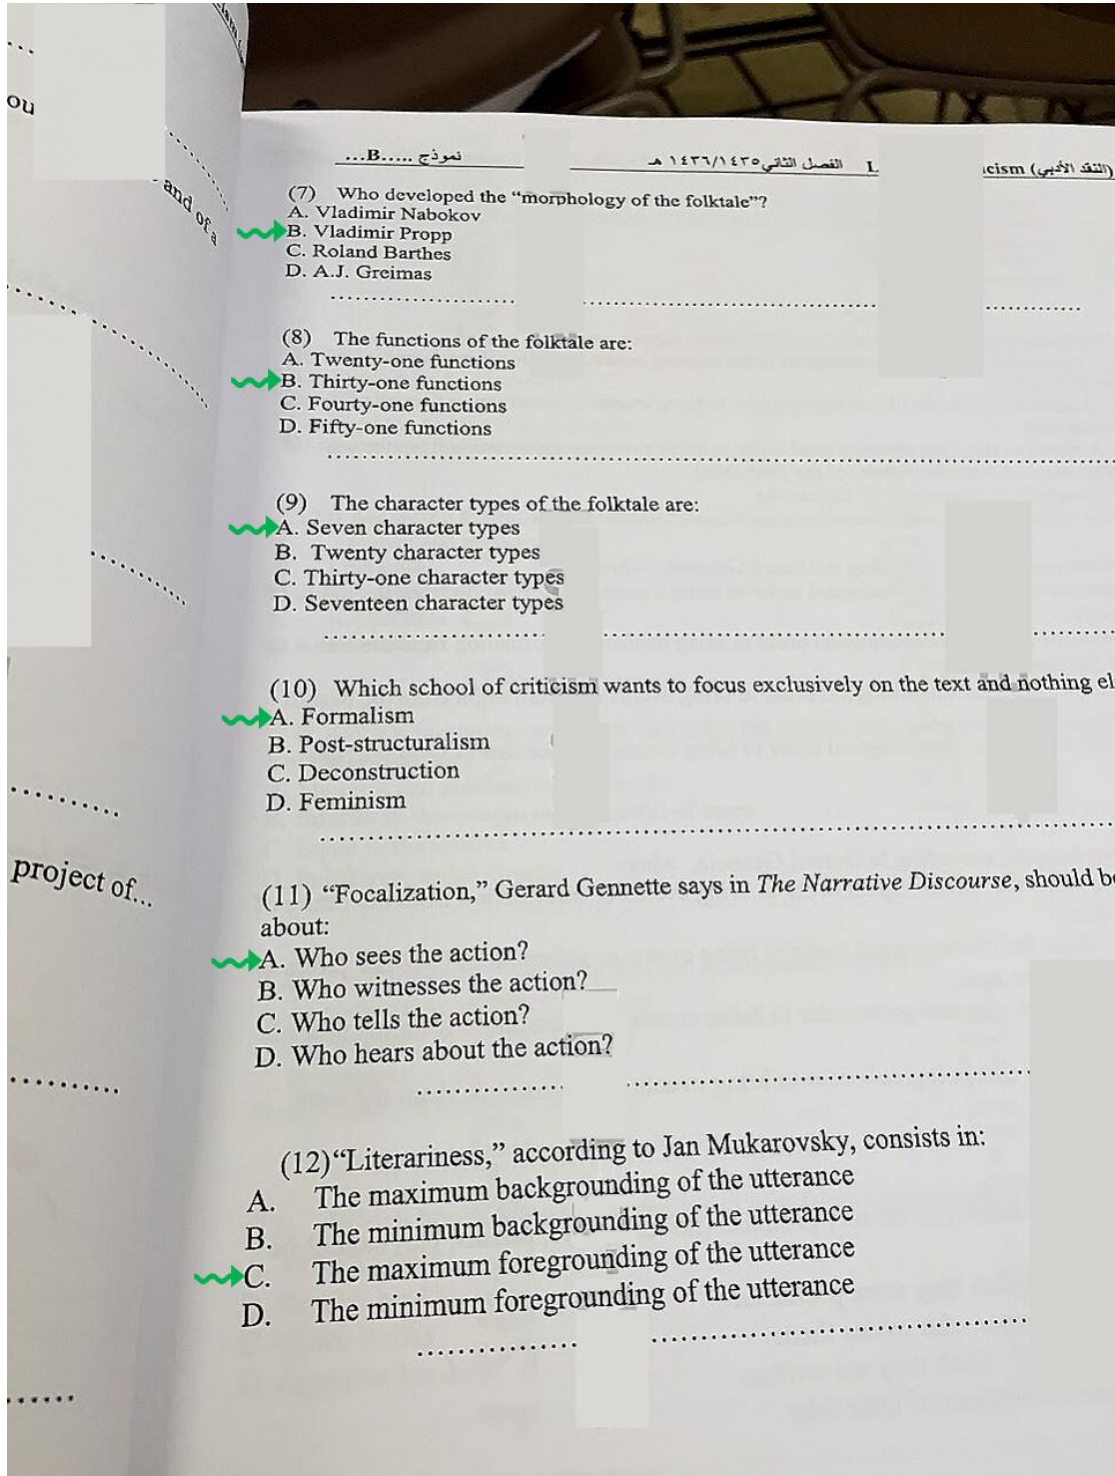 ou
and of a
project of...
...B..... نموذج
الفصل الثاني ١٤٣٥/١٤٣٦ هـ
L
icism (النقد الأدبي)
(7) Who developed the “morphology of the folktale”?
A. Vladimir Nabokov
B. Vladimir Propp
C. Roland Barthes
D. A.J. Greimas
(8) The functions of the folktale are:
A. Twenty-one functions
B. Thirty-one functions
C. Fourty-one functions
D. Fifty-one functions
(9) The character types of the folktale are:
A. Seven character types
B. Twenty character types
C. Thirty-one character types
D. Seventeen character types
(10) Which school of criticism wants to focus exclusively on the text and nothing el
A. Formalism
B. Post-structuralism
C. Deconstruction
D. Feminism
(11) “Focalization,” Gerard Gennette says in The Narrative Discourse, should b
about:
A. Who sees the action?
B. Who witnesses the action?
C. Who tells the action?
D. Who hears about the action?
(12)“Literariness,” according to Jan Mukarovsky, consists in:
A. The maximum backgrounding of the utterance
B. The minimum backgrounding of the utterance
C. The maximum foregrounding of the utterance
D. The minimum foregrounding of the utterance